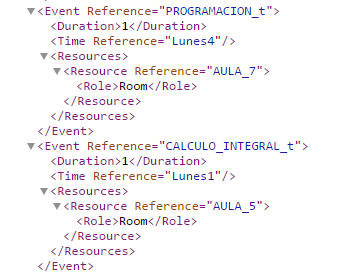 ▼<Event Reference="PROGRAMACION_t">
<Duration>1</Duration>
<Time Reference="Lunes4"/>
▼<Resources>
▼<Resource Reference="AULA_7">
<Role>Room</Role>
</Resource>
</Resources>
</Event>
▼<Event Reference="CALCULO_INTEGRAL_t">
<Duration>1</Duration>
<Time Reference="Lunes1"/>
▼<Resources>
▼<Resource Reference="AULA_5">
<Role>Room</Role>
</Resource>
</Resources>
</Event>